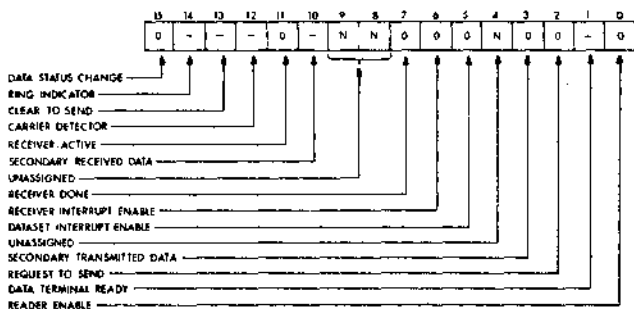 15 14 13 12 11 10 9 8 7 6 5 4 3 2 1 0
0 - - - 0 - N N 0 0 0 N 0 0 - 0
DATA STATUS CHANGE
RING INDICATOR
CLEAR TO SEND
CARRIER DETECTOR
RECEIVER ACTIVE
SECONDARY RECEIVED DATA
UNASSIGNED
RECEIVER DONE
RECEIVER INTERRUPT ENABLE
DATASET INTERRUPT ENABLE
UNASSIGNED
SECONDARY TRANSMITTED DATA
REQUEST TO SEND
DATA TERMINAL READY
READER ENABLE